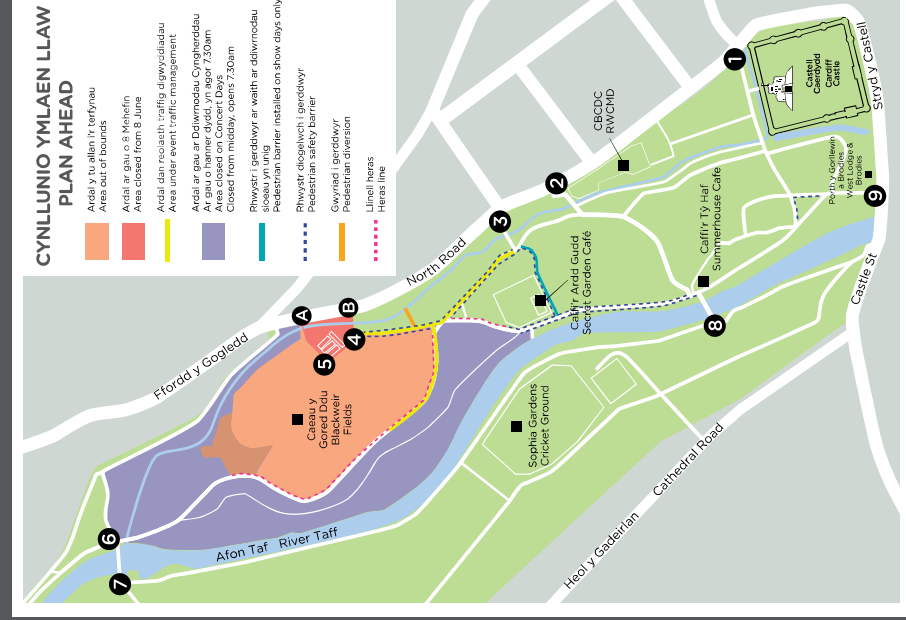 CYNLLUNIO YMLAEN LLAW
PLAN AHEAD
Ardal y tu allan i'r terfynau
Area out of bounds
Ardal ar gau o 8 Mehefin
Area closed from 8 June
Ardal dan reolaeth traffig digwyddiadau
Area under event traffic management
Ardal ar gau ar Ddiwrnodau Cyngherddau
Ar gau o hanner dydd, yn agor 7.30am
Area closed on Concert Days
Closed from midday, opens 7.30am
Rhwystr i gerddwyr ar waith ar ddiwrnodau
sioeau yn unig
Pedestrian barrier installed on show days only
Rhwystr diogelwch i gerddwyr
Pedestrian safety barrier
Gwyriad i gerddwyr
Pedestrian diversion
Llinell heras
Heras line
Ffordd y Gogledd
North Road
A
B
1
2
3
4
5
6
7
8
9
Caeau y
Gored Ddu
Blackweir
Fields
Afon Taf River Taff
Sophia Gardens
Cricket Ground
Caffi'r Ardd Gudd
Secret Garden Café
CBCDC
RWCMD
Caffi'r Tŷ Haf
Summerhouse Cafe
Castell
Caerdydd
Cardiff
Castle
Porth y Gorllewin
a Brodies
West Lodge &
Brodies
Stryd y Castell
Castle St
Heol y Gadeirlan Cathedral Road